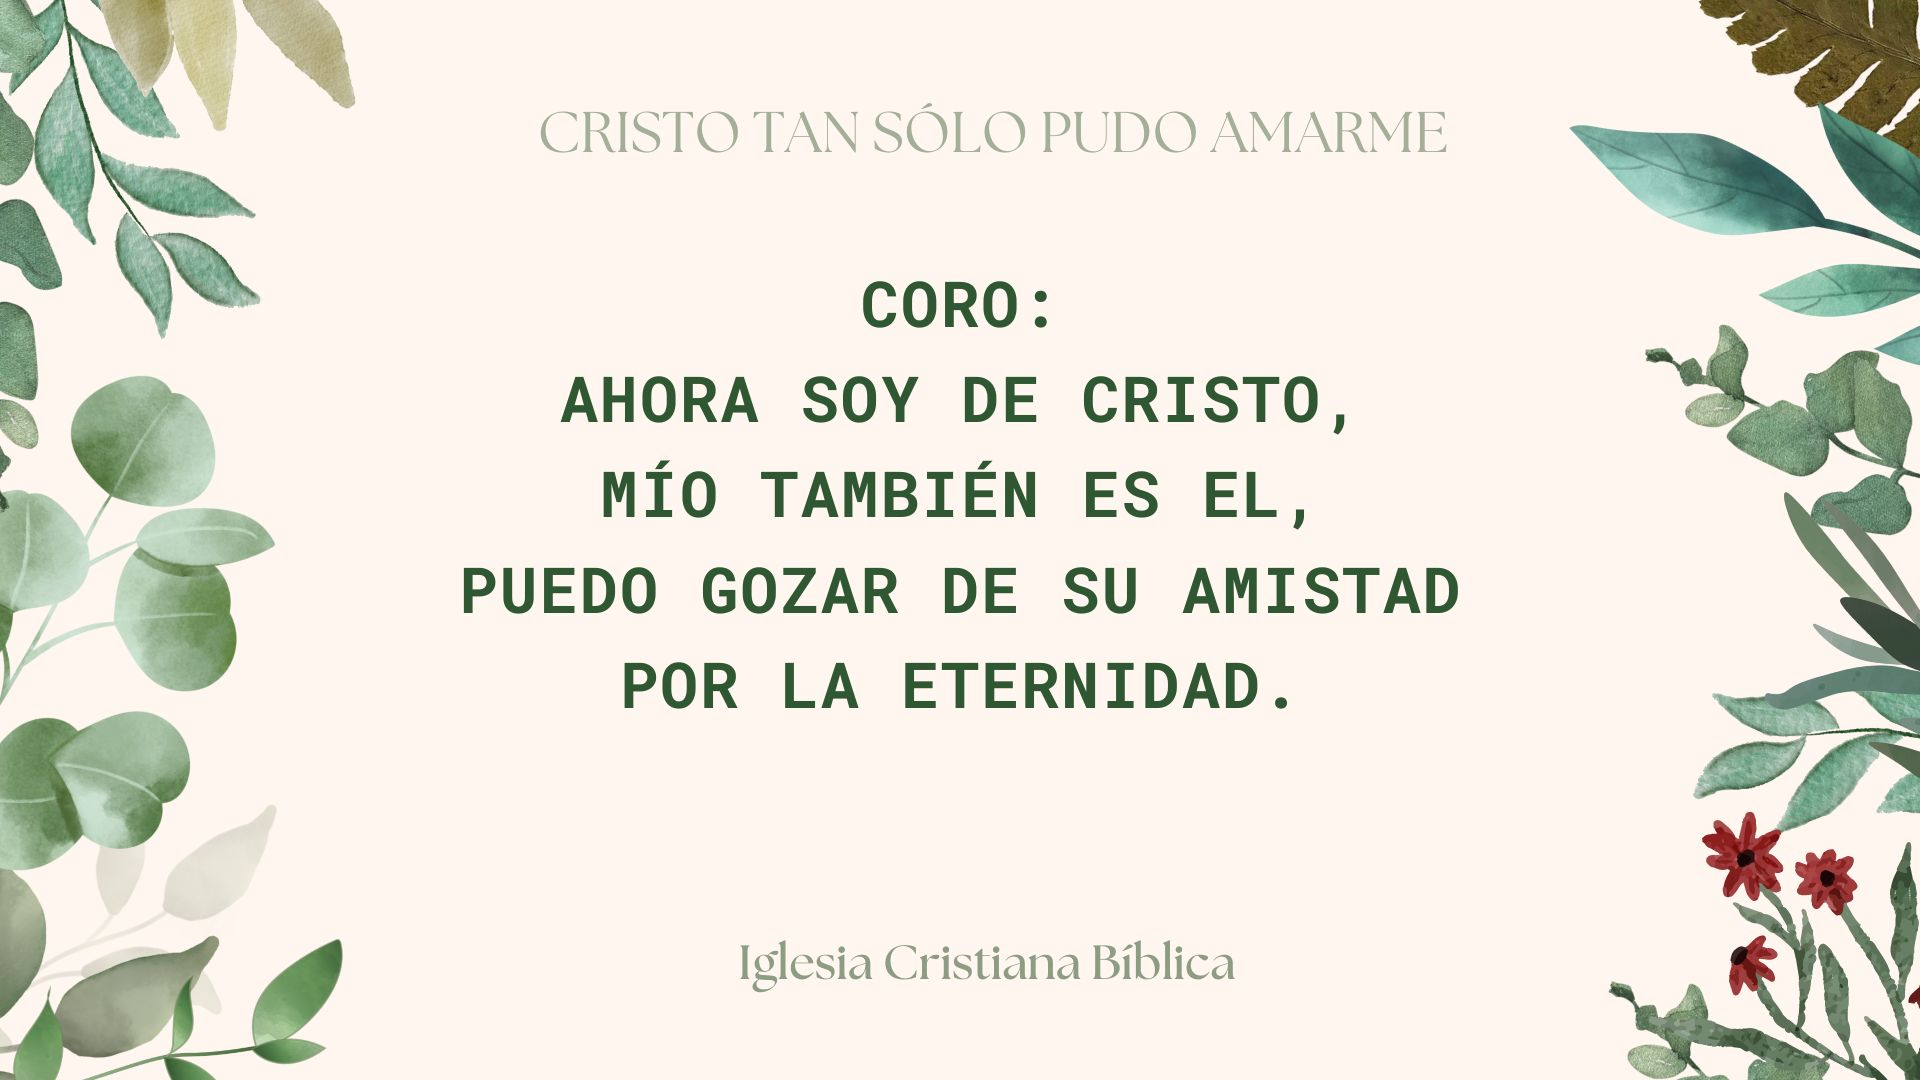 CRISTO TAN SÓLO PUDO AMARME
CORO:
AHORA SOY DE CRISTO,
MÍO TAMBIÉN ES EL,
PUEDO GOZAR DE SU AMISTAD
POR LA ETERNIDAD.
Iglesia Cristiana Bíblica